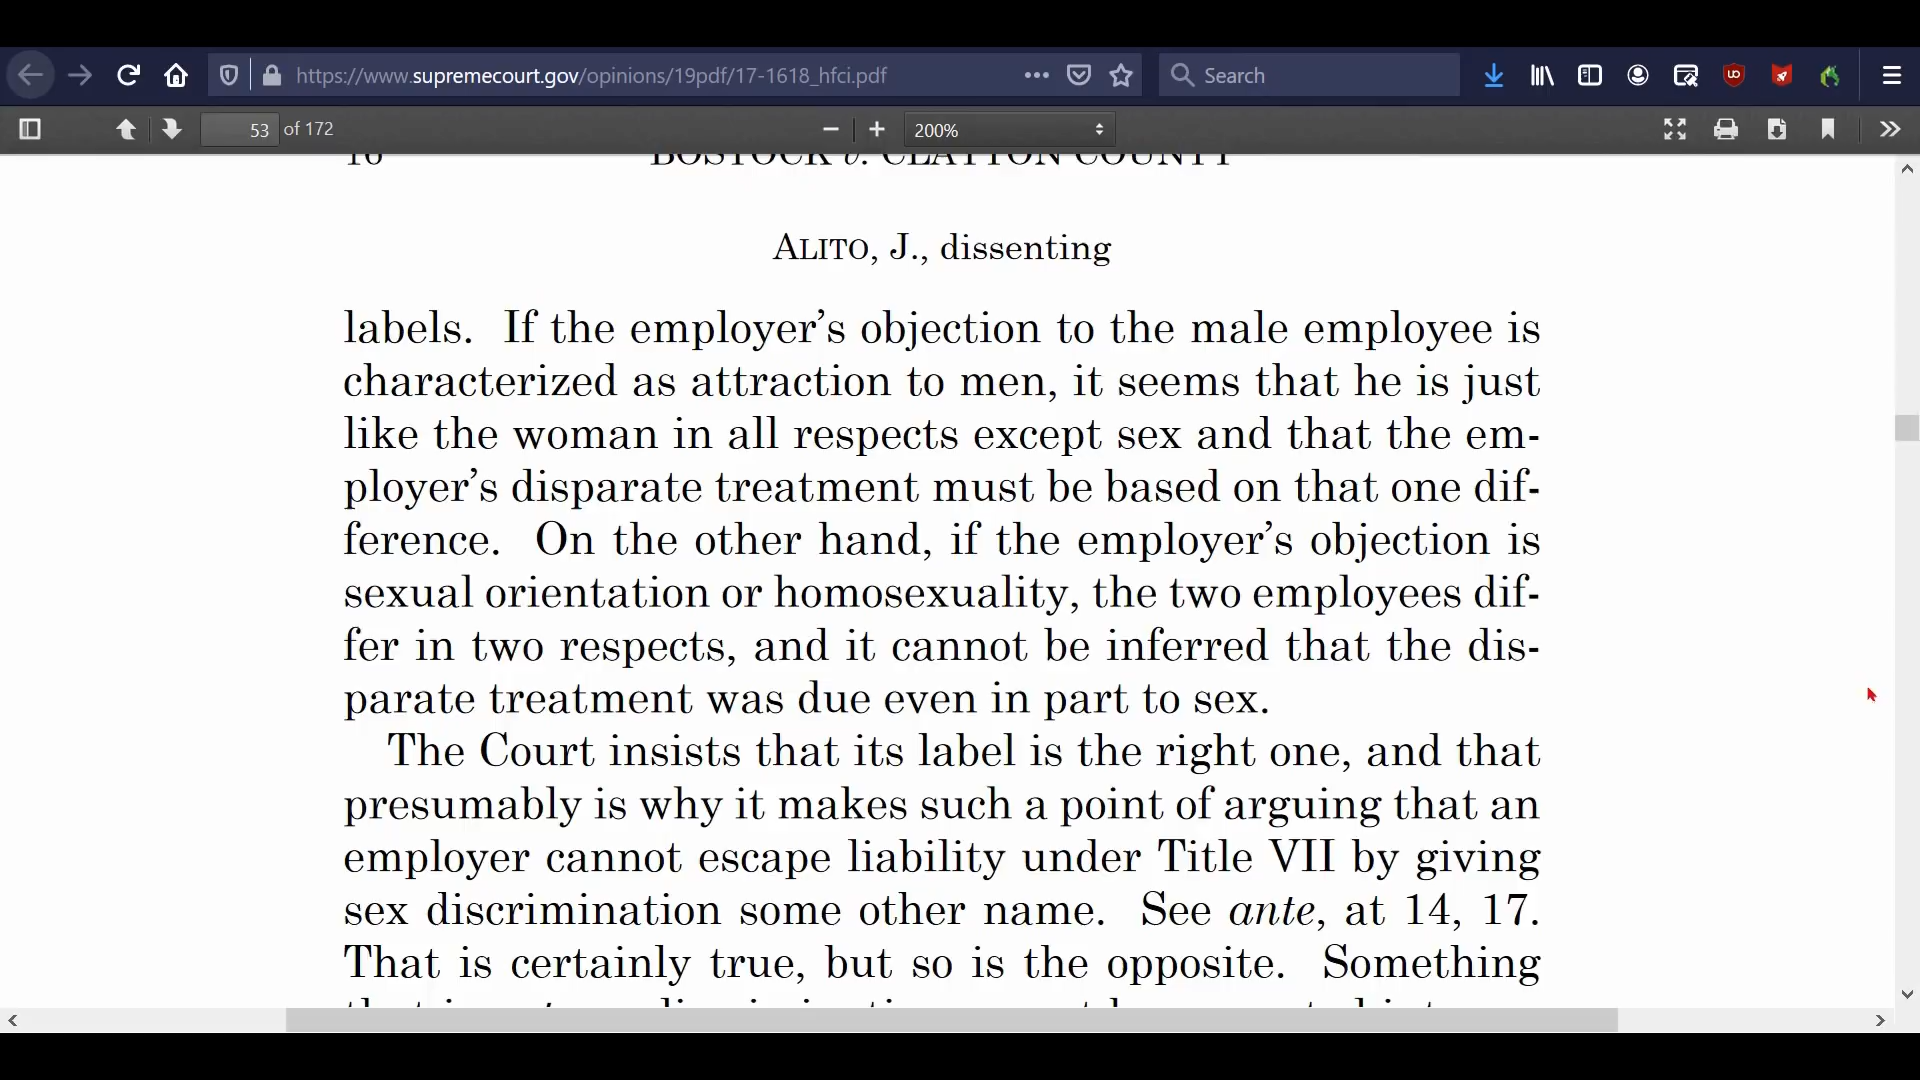 https://www.supremecourt.gov/opinions/19pdf/17-1618_hfci.pdf
Search
53 of 172
200%
16 BOSTOCK v. CLAYTON COUNTY
ALITO, J., dissenting
labels. If the employer’s objection to the male employee is
characterized as attraction to men, it seems that he is just
like the woman in all respects except sex and that the em-
ployer’s disparate treatment must be based on that one dif-
ference. On the other hand, if the employer’s objection is
sexual orientation or homosexuality, the two employees dif-
fer in two respects, and it cannot be inferred that the dis-
parate treatment was due even in part to sex.
The Court insists that its label is the right one, and that
presumably is why it makes such a point of arguing that an
employer cannot escape liability under Title VII by giving
sex discrimination some other name. See ante, at 14, 17.
That is certainly true, but so is the opposite. Something